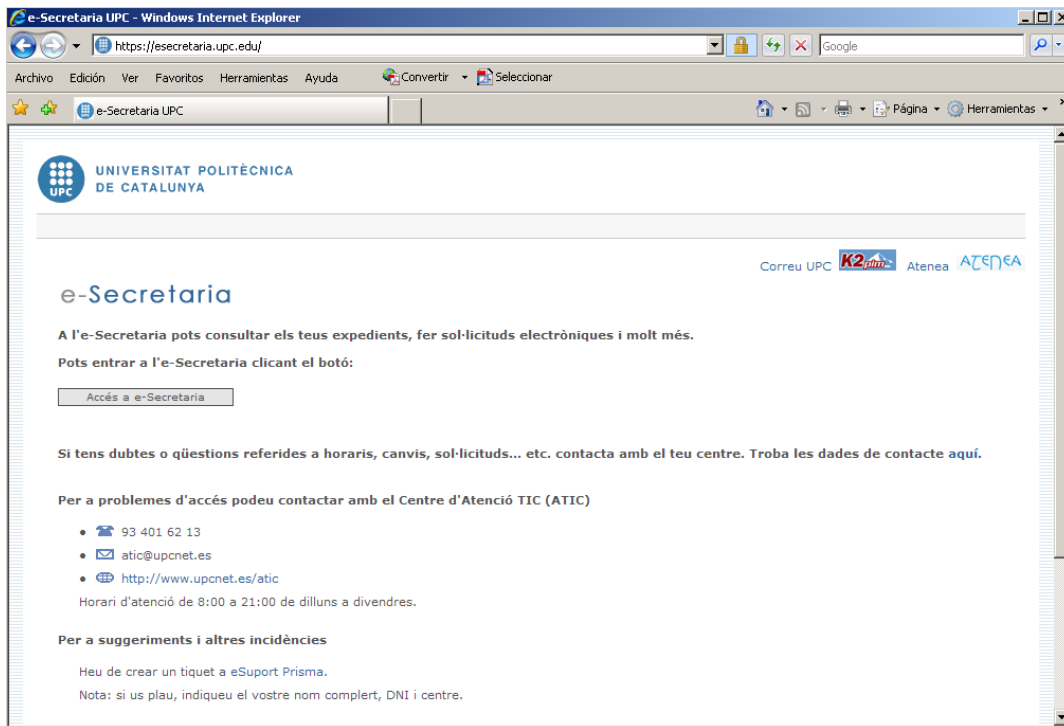 e-Secretaria UPC - Windows Internet Explorer
https://esecretaria.upc.edu/
Google
Archivo Edición Ver Favoritos Herramientas Ayuda Convertir Seleccionar
e-Secretaria UPC
Página Herramientas
UPC
UNIVERSITAT POLITÈCNICA
DE CATALUNYA
Correu UPC K2 Atenea ATENEA
e-Secretaria
A l'e-Secretaria pots consultar els teus expedients, fer sol·licituds electròniques i molt més.
Pots entrar a l'e-Secretaria clicant el botó:
Accés a e-Secretaria
Si tens dubtes o qüestions referides a horaris, canvis, sol·licituds... etc. contacta amb el teu centre. Troba les dades de contacte aquí.
Per a problemes d'accés podeu contactar amb el Centre d'Atenció TIC (ATIC)
93 401 62 13
atic@upcnet.es
http://www.upcnet.es/atic
Horari d'atenció de 8:00 a 21:00 de dilluns a divendres.
Per a suggeriments i altres incidències
Heu de crear un tiquet a eSuport Prisma.
Nota: si us plau, indiqueu el vostre nom complert, DNI i centre.